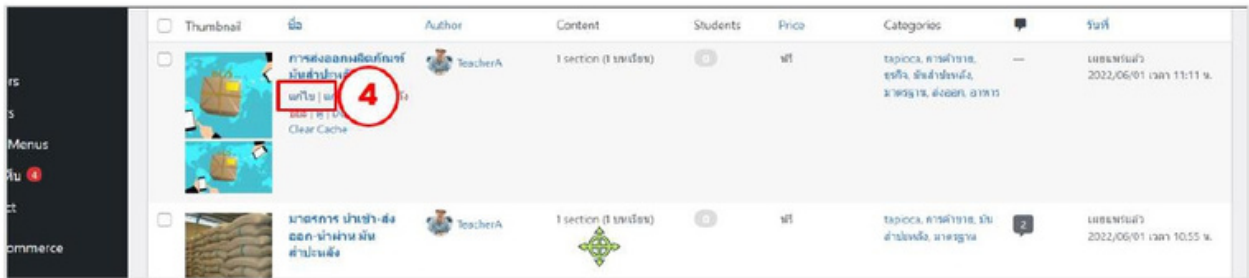 Thumbnail ชื่อ Author Content Students Price Categories วันที่
การส่งออกผลิตภัณฑ์
TeacherA
1 section (1 บทเรียน)
0
ฟรี
tapioca, การค้าขาย,
—
เผยแพร่แล้ว
มันสำปะหลัง
ธุรกิจ, มันสำปะหลัง,
2022/06/01 เวลา 11:11 น.
แก้ไข |
4
มาตรฐาน, ส่งออก, อาหาร
Clear Cache
rs
s
Menus
4
ct
ommerce
มาตรการ นำเข้า-ส่ง
TeacherA
1 section (1 บทเรียน)
0
ฟรี
tapioca, การค้าขาย, มัน
2
เผยแพร่แล้ว
ออก-นำผ่าน มัน
สำปะหลัง, มาตรฐาน
2022/06/01 เวลา 10:55 น.
สำปะหลัง